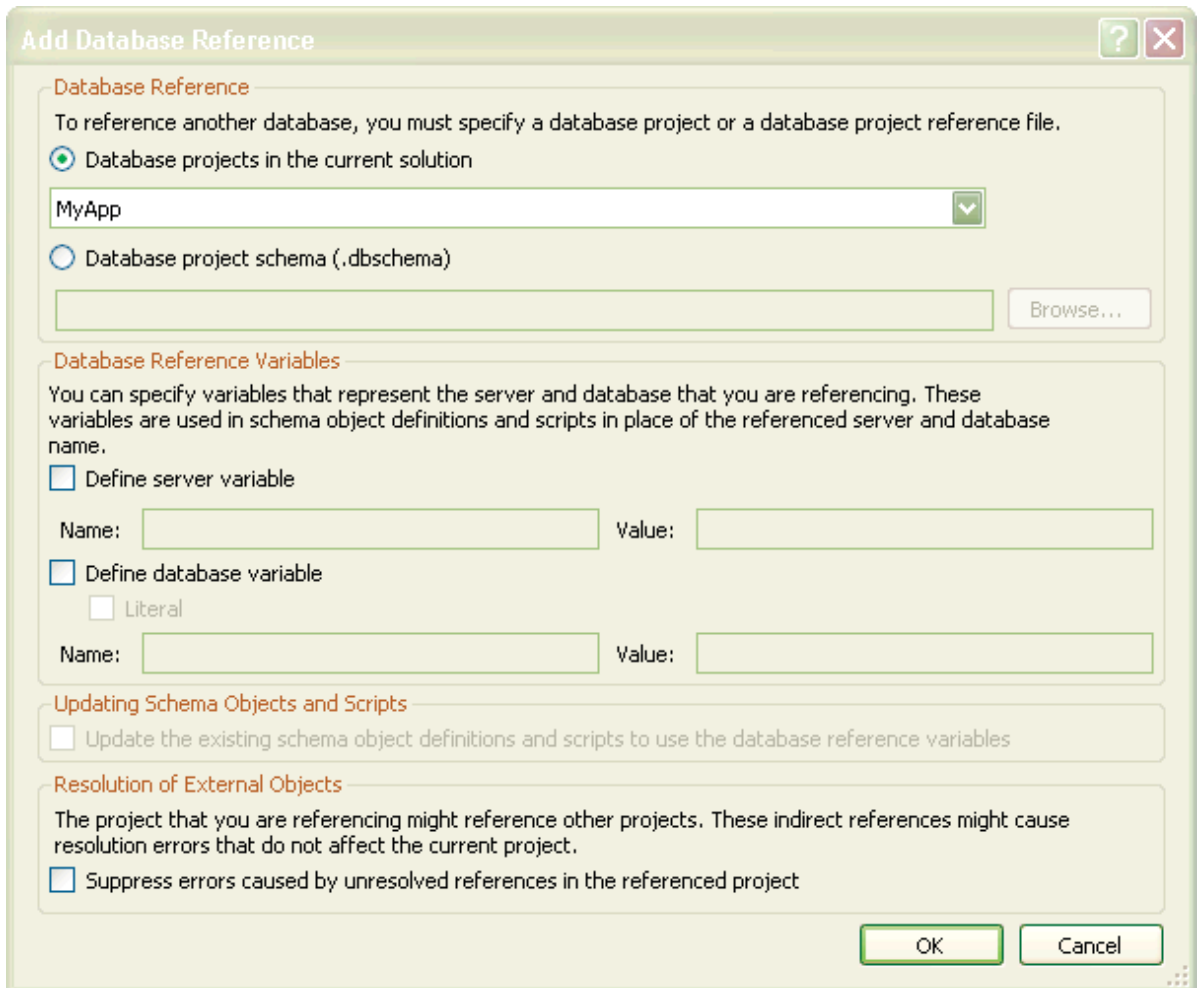 Add Database Reference
Database Reference
To reference another database, you must specify a database project or a database project reference file.
Database projects in the current solution
MyApp
Database project schema (.dbschema)
Browse...
Database Reference Variables
You can specify variables that represent the server and database that you are referencing. These
variables are used in schema object definitions and scripts in place of the referenced server and database
name.
Define server variable
Name: Value:
Define database variable
Literal
Name: Value:
Updating Schema Objects and Scripts
Update the existing schema object definitions and scripts to use the database reference variables
Resolution of External Objects
The project that you are referencing might reference other projects. These indirect references might cause
resolution errors that do not affect the current project.
Suppress errors caused by unresolved references in the referenced project
OK Cancel